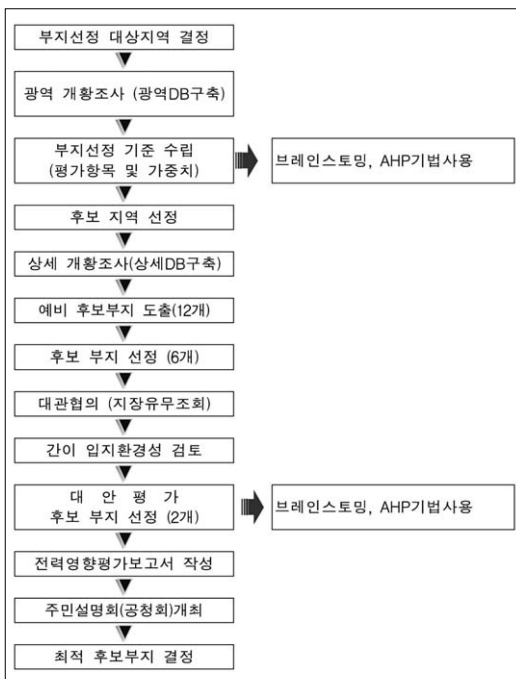 부지선정 대상지역 결정
광역 개황조사 (광역DB구축)
부지선정 기준 수립
(평가항목 및 가중치)
브레인스토밍, AHP기법사용
후보 지역 선정
상세 개황조사(상세DB구축)
예비 후보부지 도출(12개)
후보 부지 선정 (6개)
대관협의 (지장유무조회)
간이 입지환경성 검토
대 안 평 가
후보 부지 선정 (2개)
브레인스토밍, AHP기법사용
전력영향평가보고서 작성
주민설명회(공청회)개최
최적 후보부지 결정